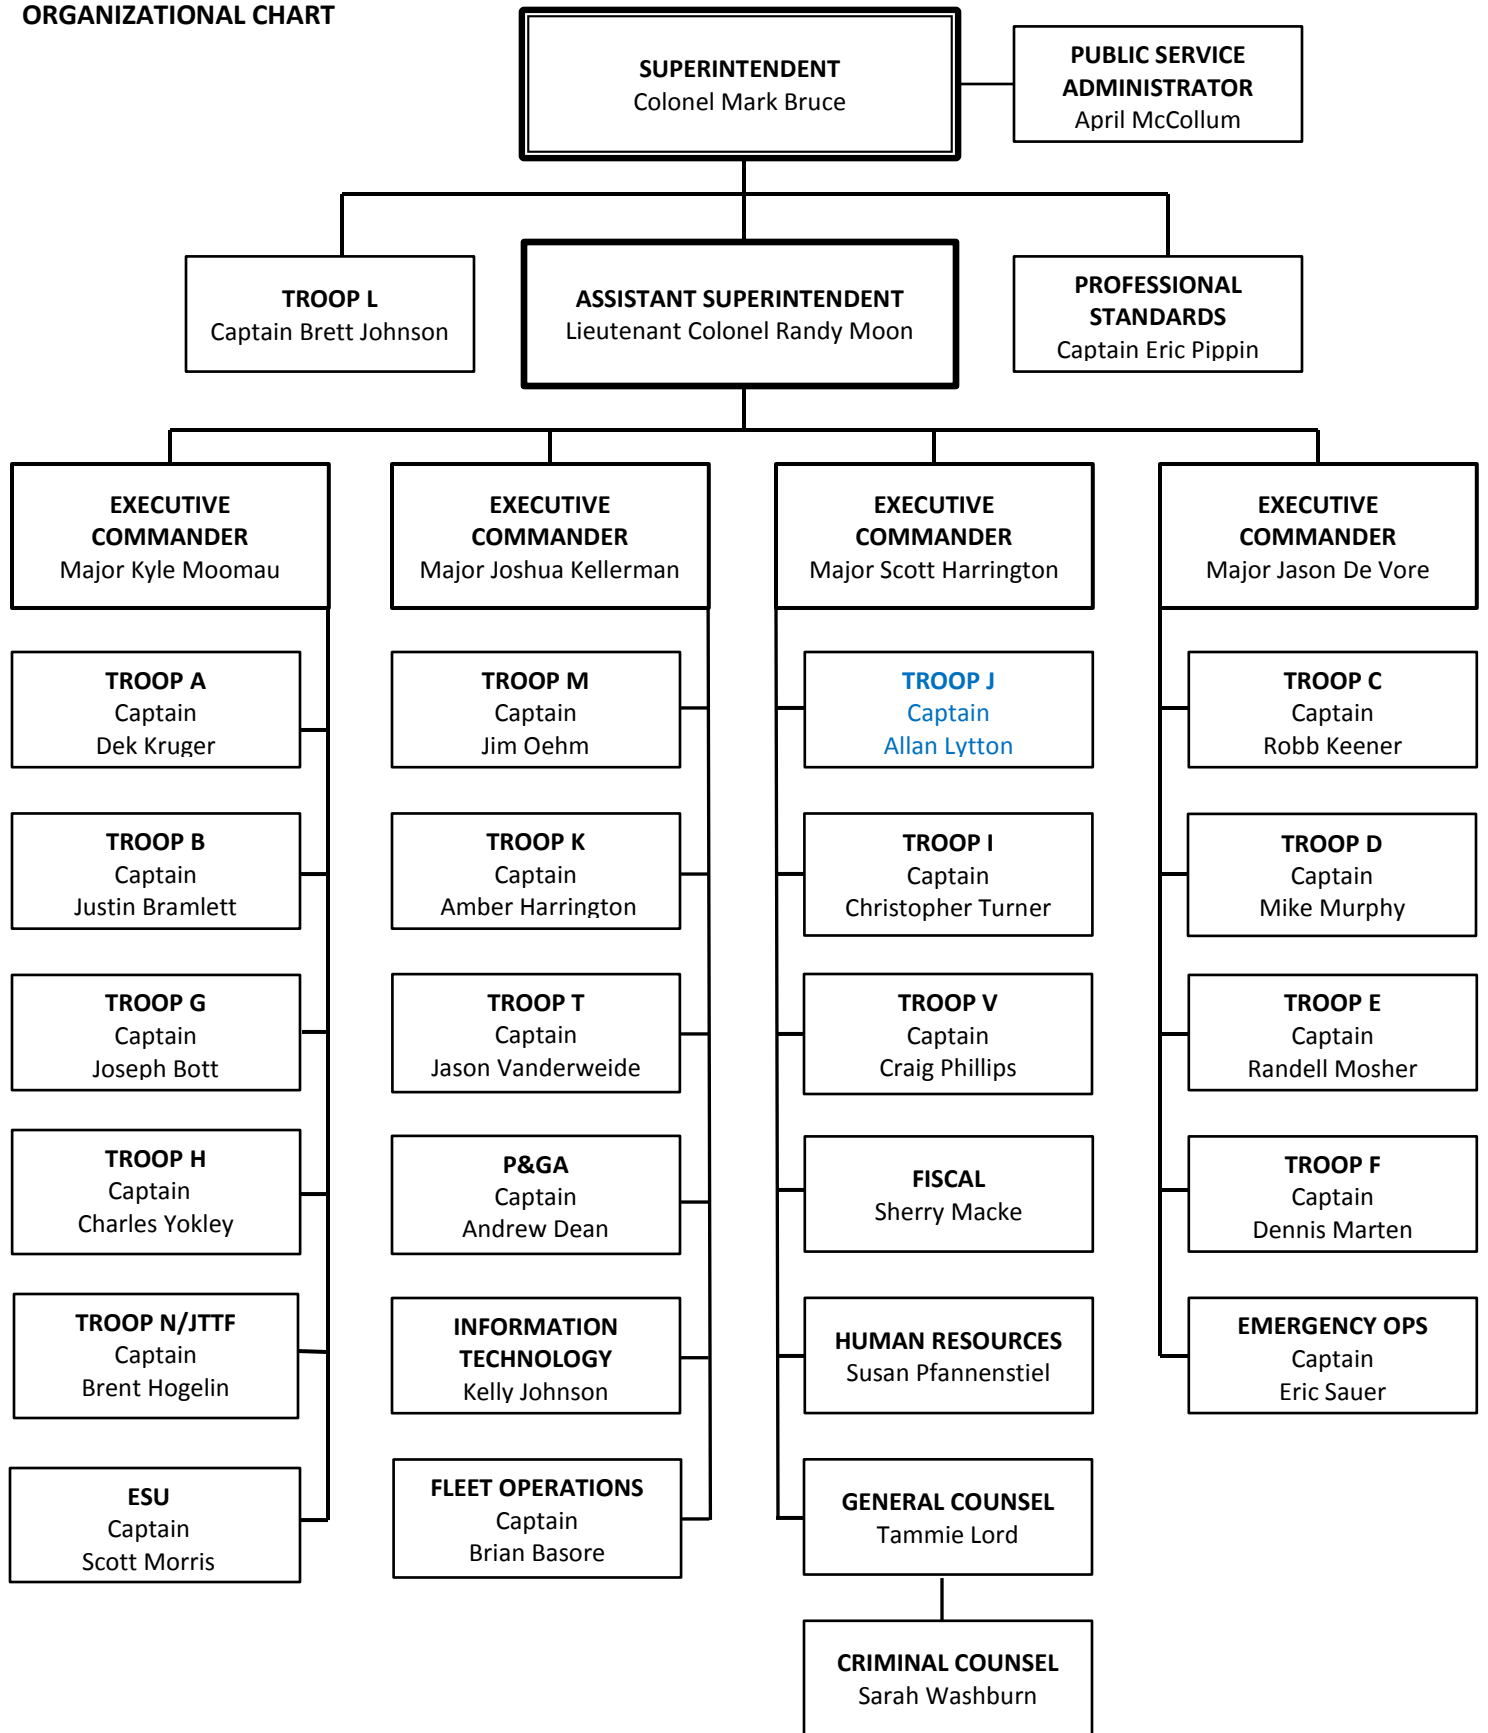 ORGANIZATIONAL CHART
SUPERINTENDENT
Colonel Mark Bruce
PUBLIC SERVICE
ADMINISTRATOR
April McCollum
TROOP L
Captain Brett Johnson
ASSISTANT SUPERINTENDENT
Lieutenant Colonel Randy Moon
PROFESSIONAL
STANDARDS
Captain Eric Pippin
EXECUTIVE
COMMANDER
Major Kyle Moomau
EXECUTIVE
COMMANDER
Major Joshua Kellerman
EXECUTIVE
COMMANDER
Major Scott Harrington
EXECUTIVE
COMMANDER
Major Jason De Vore
TROOP A
Captain
Dek Kruger
TROOP M
Captain
Jim Oehm
TROOP J
Captain
Allan Lytton
TROOP C
Captain
Robb Keener
TROOP B
Captain
Justin Bramlett
TROOP K
Captain
Amber Harrington
TROOP I
Captain
Christopher Turner
TROOP D
Captain
Mike Murphy
TROOP G
Captain
Joseph Bott
TROOP T
Captain
Jason Vanderweide
TROOP V
Captain
Craig Phillips
TROOP E
Captain
Randell Mosher
TROOP H
Captain
Charles Yokley
P&GA
Captain
Andrew Dean
FISCAL
Sherry Macke
TROOP F
Captain
Dennis Marten
TROOP N/JTTF
Captain
Brent Hogelin
INFORMATION
TECHNOLOGY
Kelly Johnson
HUMAN RESOURCES
Susan Pfannenstiel
EMERGENCY OPS
Captain
Eric Sauer
ESU
Captain
Scott Morris
FLEET OPERATIONS
Captain
Brian Basore
GENERAL COUNSEL
Tammie Lord
CRIMINAL COUNSEL
Sarah Washburn